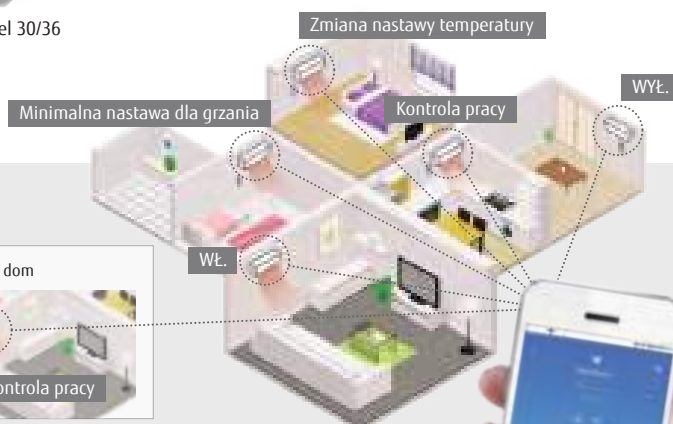 el 30/36
Zmiana nastawy temperatury
WYŁ.
Minimalna nastawa dla grzania
Kontrola pracy
WŁ.
dom
ontrola pracy